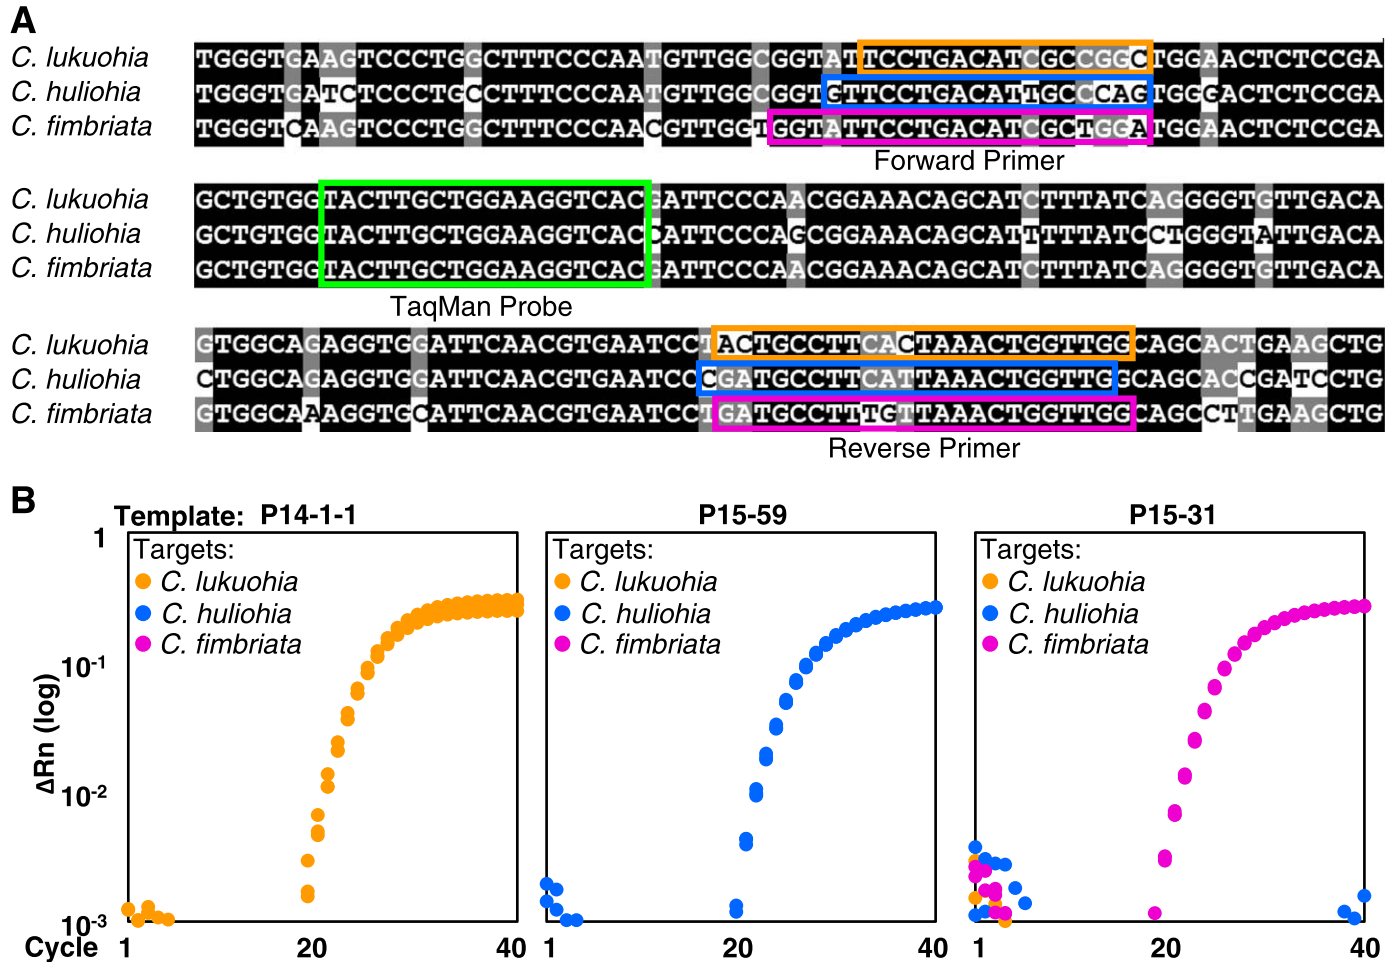 A
C. lukuohia TGGGTGAAGTCCCTGGCTTTCCCAATGTTGGCGGTATTCCTGACATCGCCGGCTGGAACTCTCCGA
C. huliohia TGGGTGATCTCCCTGCCTTTCCCAATGTTGGCGGTGTTCCTGACATTGCCCAGTGGGACTCTCCGA
C. fimbriata TGGGTCAAGTCCCTGGCTTTCCCAACGTTGGTGGTATTCCTGACATCGCTGGATGGAACTCTCCGA
Forward Primer
C. lukuohia GCTGTGGTACTTGCTGGAAGGTCACGATTCCCAACGGAAACAGCATCTTTATCAGGGGTGTTGACA
C. huliohia GCTGTGGTACTTGCTGGAAGGTCACCATTCCCAGCGGAAACAGCATTTTTATCCTGGGTATTGACA
C. fimbriata GCTGTGGTACTTGCTGGAAGGTCACGATTCCCAACGGAAACAGCATCTTTATCAGGGGTGTTGACA
TaqMan Probe
C. lukuohia GTGGCAGAGGTGGATTCAACGTGAATCCTACTGCCTTCACTAAACTGGTTGGCAGCACTGAAGCTG
C. huliohia CTGGCAGAGGTGGATTCAACGTGAATCCCGATGCCTTCATTAAACTGGTTGGCAGCACCGATCCTG
C. fimbriata GTGGCAAAGGTGCATTCAACGTGAATCCTGATGCCTTTGTTAAACTGGTTGGCAGCCTTGAAGCTG
Reverse Primer
B
Template: P14-1-1 P15-59 P15-31
1
Targets: Targets: Targets:
C. lukuohia C. lukuohia C. lukuohia
C. huliohia C. huliohia C. huliohia
C. fimbriata C. fimbriata C. fimbriata
10-1
ΔRn (log)
10-2
10-3
Cycle 1 20 40 1 20 40 1 20 40